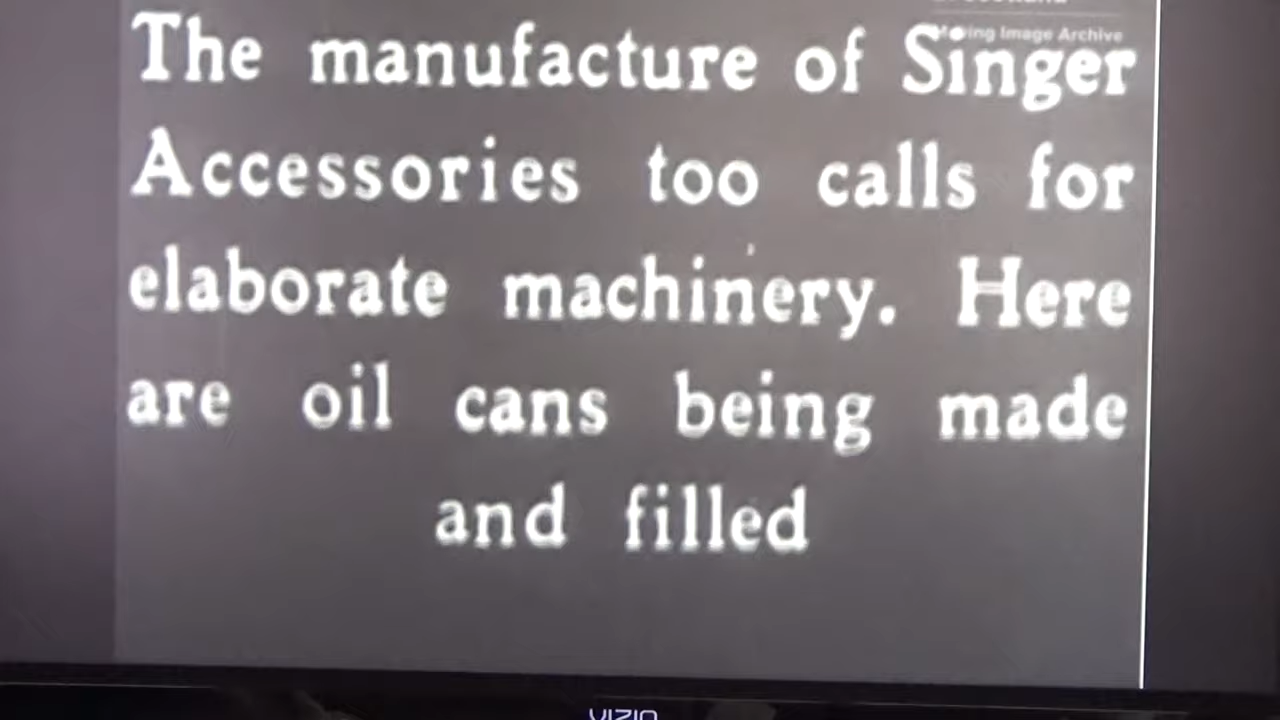 Moving Image Archive
The manufacture of Singer
Accessories too calls for
elaborate machinery. Here
are oil cans being made
and filled
VIZIO